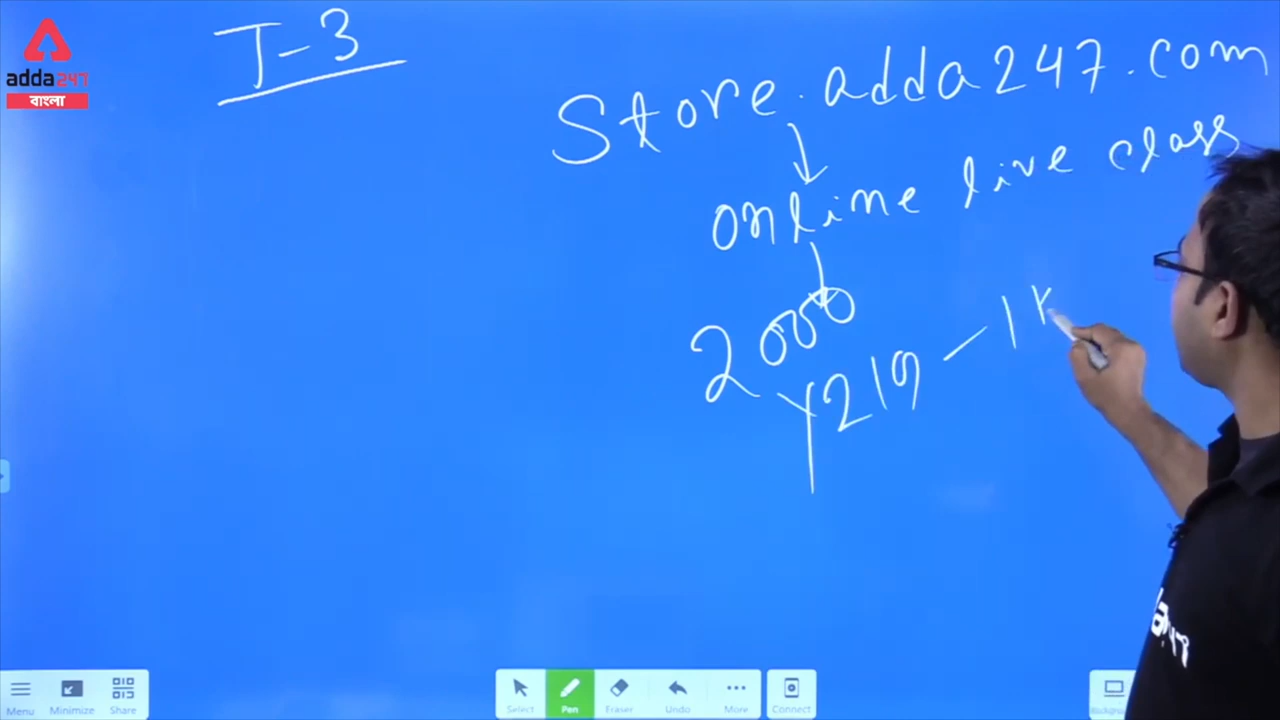 adda247
বাংলা
T-3
Store.adda247.com
online live class
2000
Y219 - 1K
Menu
Minimize
Share
Select
Pen
Eraser
Undo
More
Connect